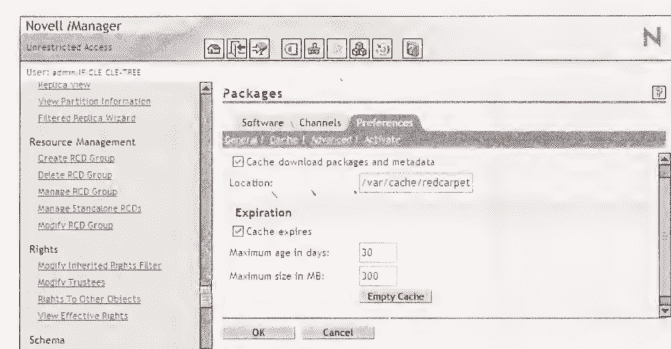 Novell iManager
Unrestricted Access
N
User: admin.IF-CLE CLE-TREE
Replica View
View Partition Information
Filtered Replica Wizard
Resource Management
Create RCD Group
Delete RCD Group
Manage RCD Group
Manage Standalone RCDs
Modify RCD Group
Rights
Modify Inherited Rights Filter
Modify Trustees
Rights To Other Objects
View Effective Rights
Schema
Packages
?
Software \ Channels Preferences
General | Cache | Advanced | Activate
Cache download packages and metadata
Location: /var/cache/redcarpet
Expiration
Cache expires
Maximum age in days: 30
Maximum size in MB: 300
Empty Cache
OK Cancel